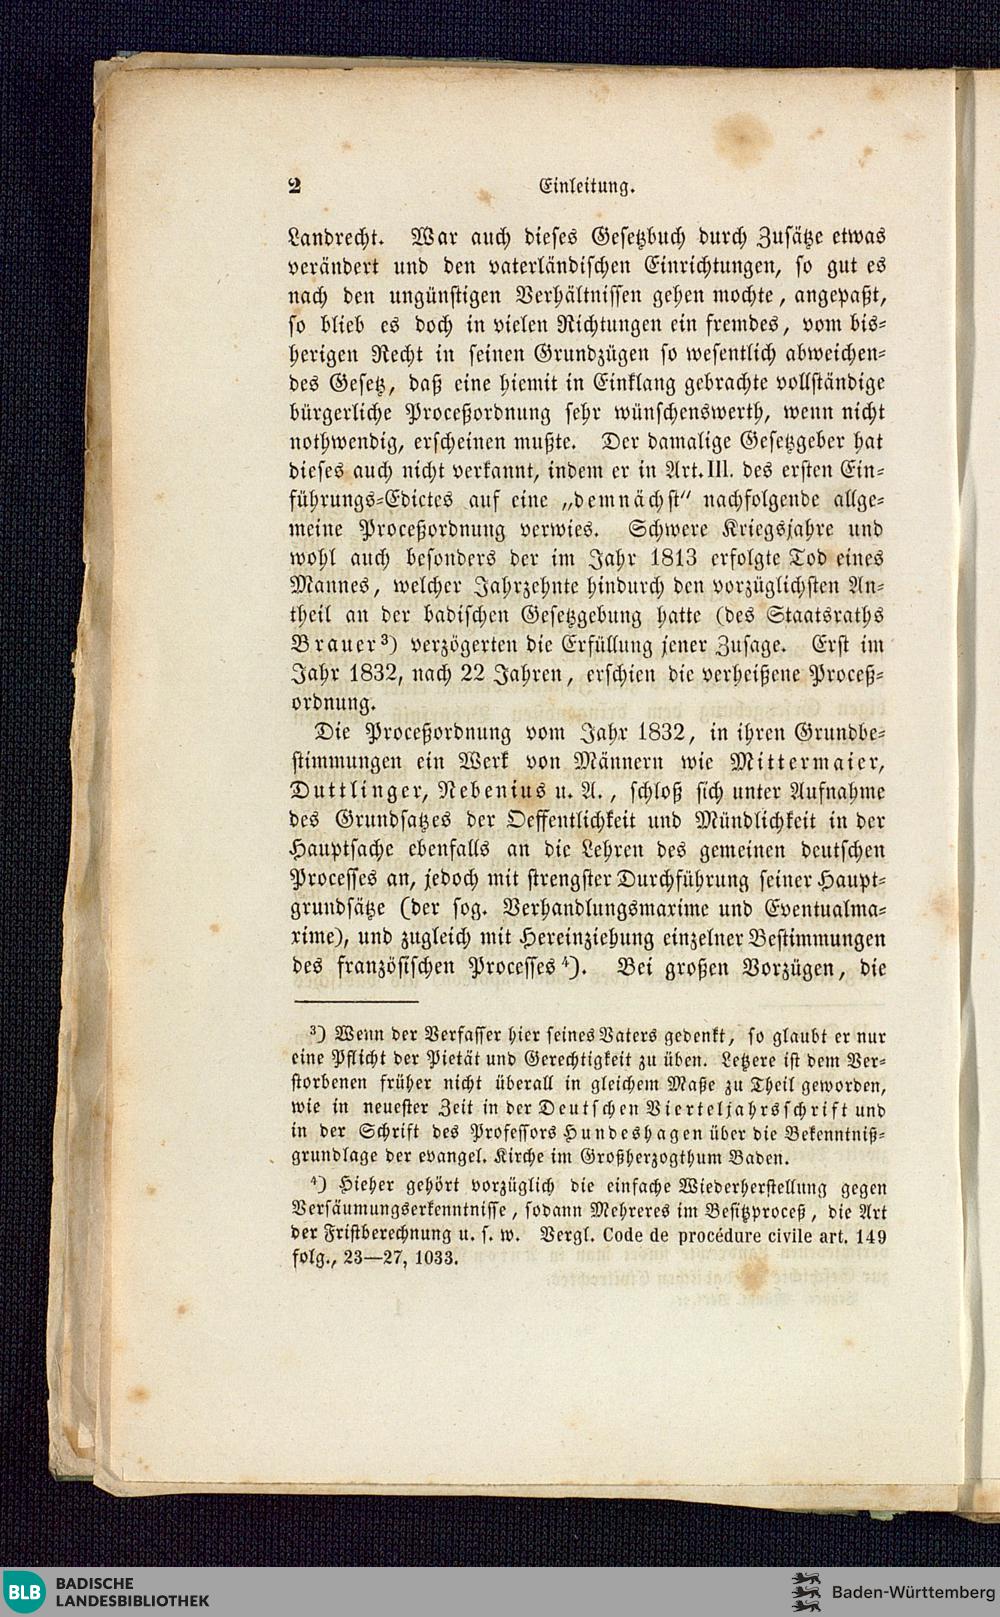 2 Einleitung.
Landrecht. War auch dieses Gesetzbuch durch Zusätze etwas
verändert und den vaterländischen Einrichtungen, so gut es
nach den ungünstigen Verhältnissen gehen mochte, angepaßt,
so blieb es doch in vielen Richtungen ein fremdes, vom bis-
herigen Recht in seinen Grundzügen so wesentlich abweichen-
des Gesetz, daß eine hiemit in Einklang gebrachte vollständige
bürgerliche Proceßordnung sehr wünschenswerth, wenn nicht
nothwendig, erscheinen mußte. Der damalige Gesetzgeber hat
dieses auch nicht verkannt, indem er in Art. III. des ersten Ein-
führungs-Edictes auf eine „demnächst“ nachfolgende allge-
meine Proceßordnung verwies. Schwere Kriegsjahre und
wohl auch besonders der im Jahr 1813 erfolgte Tod eines
Mannes, welcher Jahrzehnte hindurch den vorzüglichsten An-
theil an der badischen Gesetzgebung hatte (des Staatsraths
Brauer³) verzögerten die Erfüllung jener Zusage. Erst im
Jahr 1832, nach 22 Jahren, erschien die verheißene Proceß-
ordnung.
Die Proceßordnung vom Jahr 1832, in ihren Grundbe-
stimmungen ein Werk von Männern wie Mittermaier,
Duttlinger, Nebenius u. A., schloß sich unter Aufnahme
des Grundsatzes der Oeffentlichkeit und Mündlichkeit in der
Hauptsache ebenfalls an die Lehren des gemeinen deutschen
Processes an, jedoch mit strengster Durchführung seiner Haupt-
grundsätze (der sog. Verhandlungsmaxime und Eventualma-
xime), und zugleich mit Hereinziehung einzelner Bestimmungen
des französischen Processes⁴). Bei großen Vorzügen, die
³) Wenn der Verfasser hier seines Vaters gedenkt, so glaubt er nur
eine Pflicht der Pietät und Gerechtigkeit zu üben. Letzere ist dem Ver-
storbenen früher nicht überall in gleichem Maße zu Theil geworden,
wie in neuester Zeit in der Deutschen Vierteljahrsschrift und
in der Schrift des Professors Hundeshagen über die Bekenntniß-
grundlage der evangel. Kirche im Großherzogthum Baden.
⁴) Hieher gehört vorzüglich die einfache Wiederherstellung gegen
Versäumungserkenntnisse, sodann Mehreres im Besitzproceß, die Art
der Fristberechnung u. s. w. Vergl. Code de procédure civile art. 149
folg., 23—27, 1033.
BLB BADISCHE
LANDESBIBLIOTHEK
Baden-Württemberg